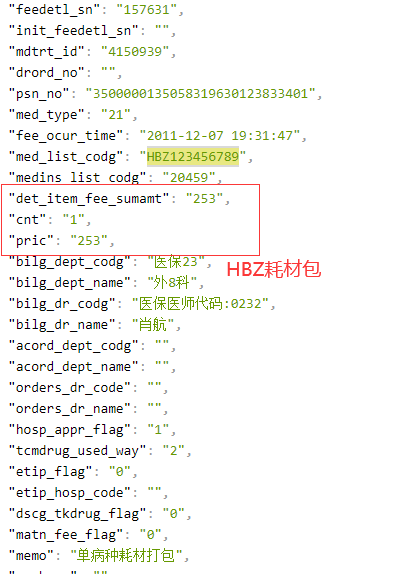 "feedetl_sn": "157631",
"init_feedetl_sn": "",
"mdtrt_id": "4150939",
"drord_no": "",
"psn_no": "35000001350583196301238​33401",
"med_type": "21",
"fee_ocur_time": "2011-12-07 19:31:47",
"med_list_codg": "HBZ123456789",
"medins_list_codg": "20459",
"det_item_fee_sumamt": "253",
"cnt": "1",
"pric": "253",
"bilg_dept_codg": "医保23",
HBZ耗材包
"bilg_dept_name": "外8科",
"bilg_dr_codg": "医保医师代码:0232",
"bilg_dr_name": "肖航",
"acord_dept_codg": "",
"acord_dept_name": "",
"orders_dr_code": "",
"orders_dr_name": "",
"hosp_appr_flag": "1",
"tcmdrug_used_way": "2",
"etip_flag": "0",
"etip_hosp_code": "",
"dscg_tkdrug_flag": "0",
"matn_fee_flag": "0",
"memo": "单病种耗材打包",